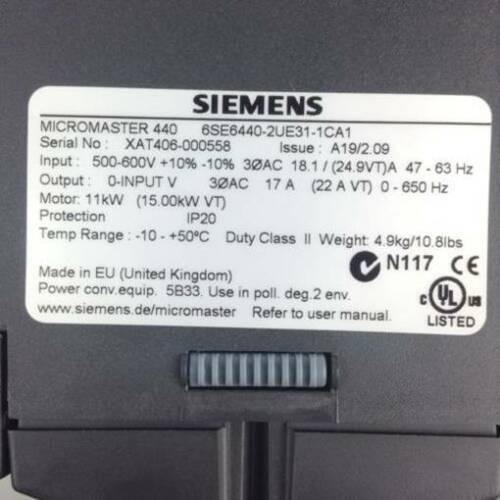 SIEMENS
MICROMASTER 440 6SE6440-2UE31-1CA1
Serial No : XAT406-000558 Issue : A19/2.09
Input : 500-600V +10% -10% 3ØAC 18.1 / (24.9VT)A 47 - 63 Hz
Output : 0-INPUT V 3ØAC 17 A (22 A VT) 0 - 650 Hz
Motor: 11kW (15.00kW VT)
Protection IP20
Temp Range : -10 - +50°C Duty Class II Weight: 4.9kg/10.8lbs
N117 CE
Made in EU (United Kingdom)
Power conv.equip. 5B33. Use in poll. deg.2 env.
www.siemens.de/micromaster Refer to user manual.
c UL us
LISTED